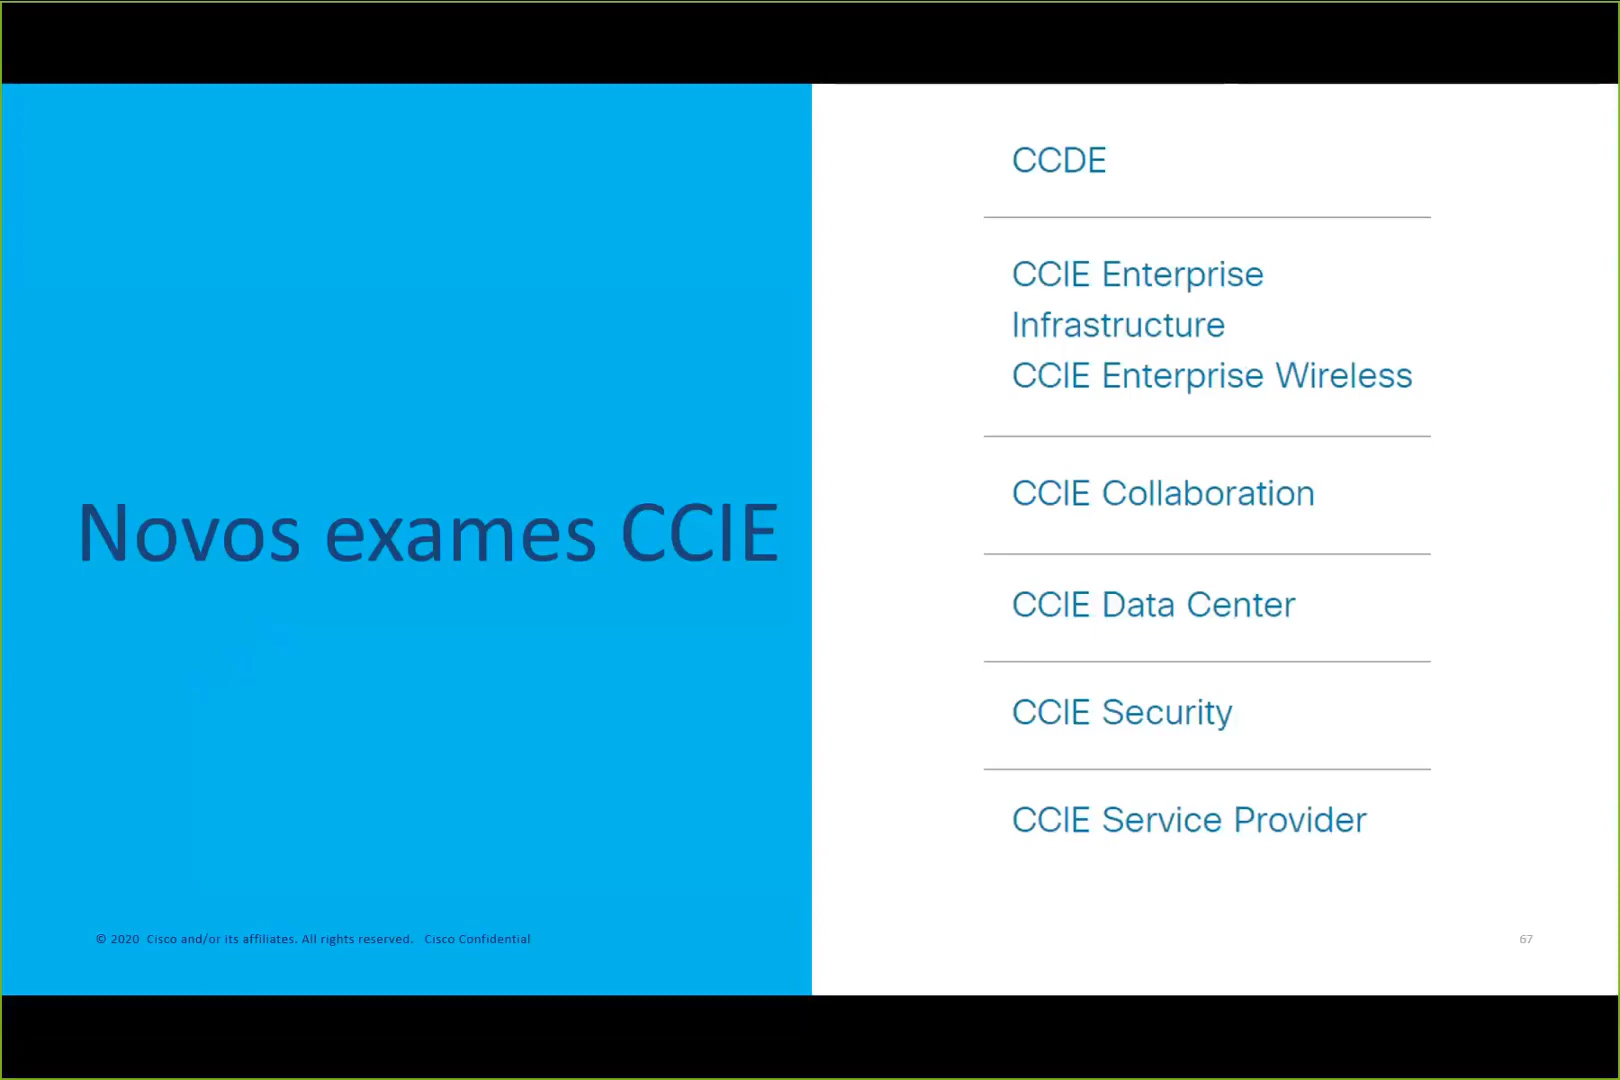 Novos exames CCIE
CCDE
CCIE Enterprise
Infrastructure
CCIE Enterprise Wireless
CCIE Collaboration
CCIE Data Center
CCIE Security
CCIE Service Provider
© 2020 Cisco and/or its affiliates. All rights reserved. Cisco Confidential
67